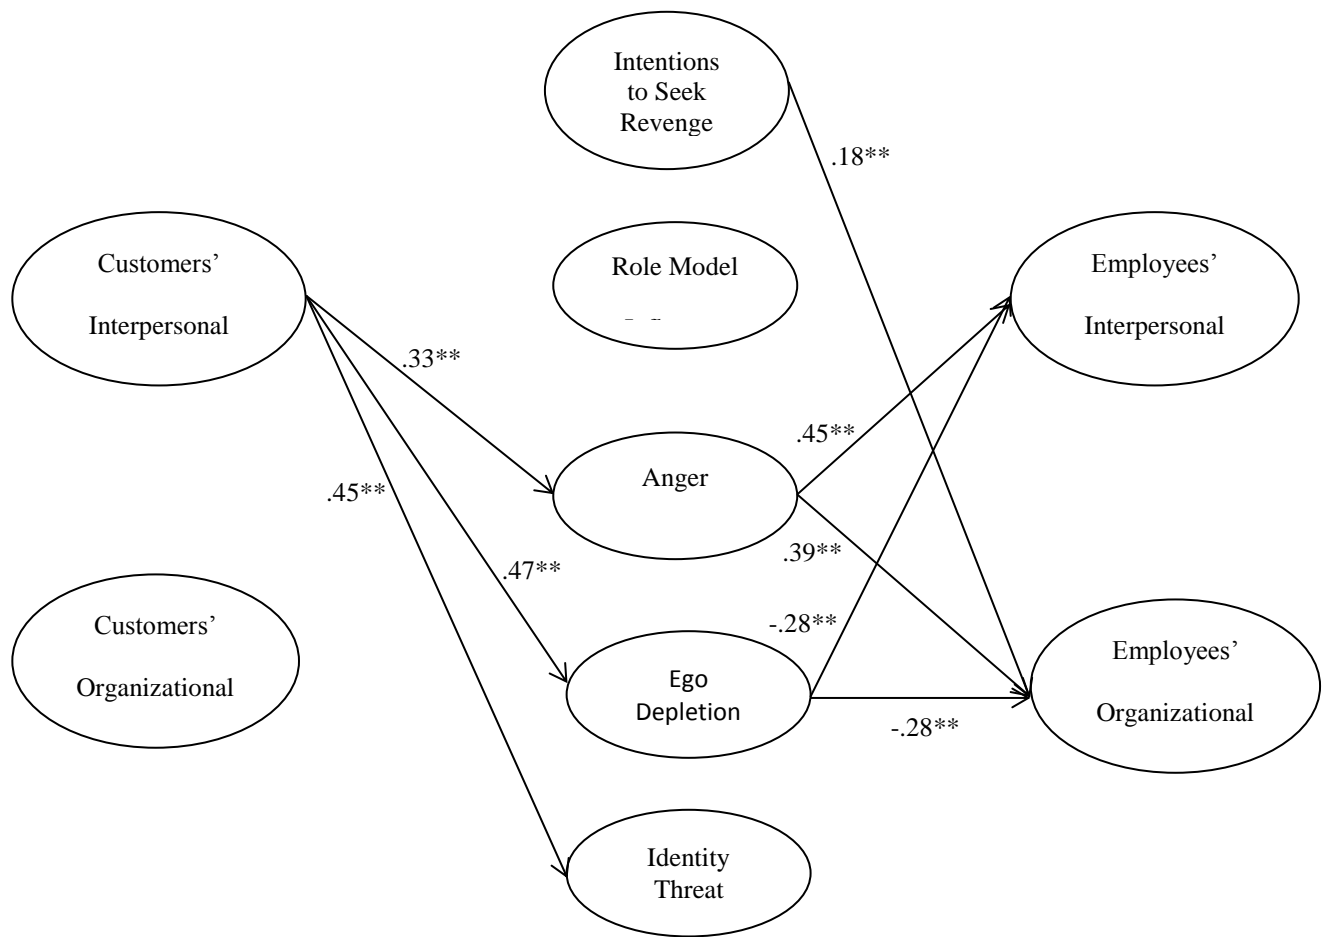 Intentions
to Seek
Revenge
.18**
Customers’
Interpersonal
Role Model
Employees’
Interpersonal
.33**
.45**
Anger
.45**
.47**
.39**
Customers’
Organizational
-.28**
Ego
Depletion
Employees’
Organizational
-.28**
Identity
Threat